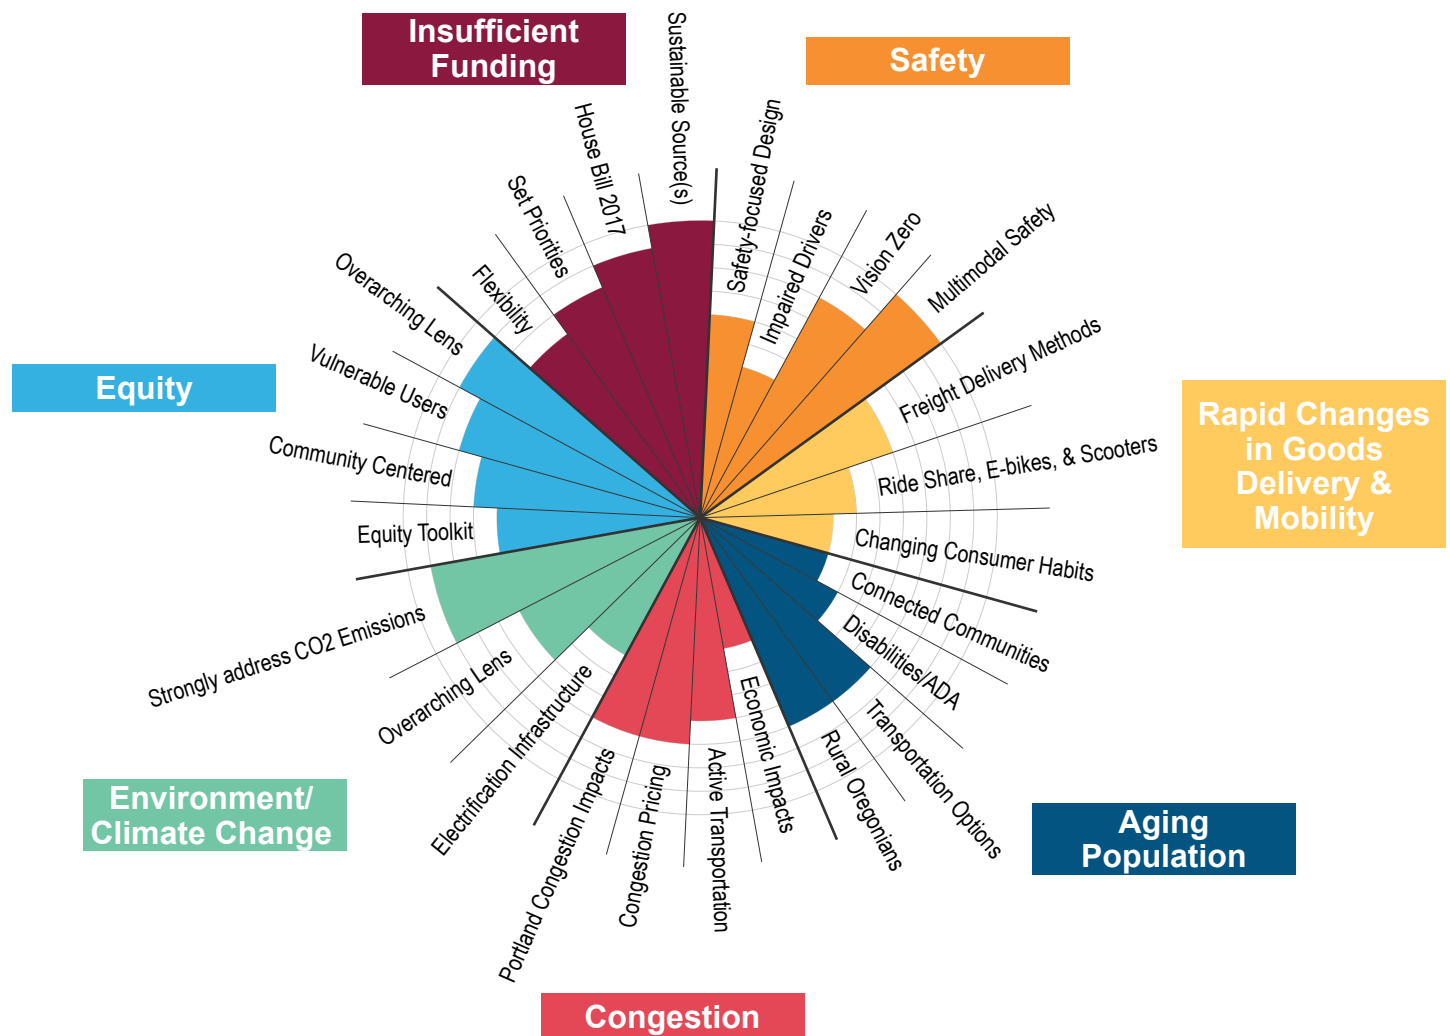 Insufficient
Funding
Sustainable Source(s)
House Bill 2017
Set Priorities
Flexibility
Safety
Safety-focused Design
Impaired Drivers
Vision Zero
Multimodal Safety
Rapid Changes
in Goods
Delivery &
Mobility
Freight Delivery Methods
Ride Share, E-bikes, & Scooters
Changing Consumer Habits
Aging
Population
Connected Communities
Disabilities/ADA
Transportation Options
Rural Oregonians
Congestion
Economic Impacts
Active Transportation
Congestion Pricing
Portland Congestion Impacts
Environment/
Climate Change
Electrification Infrastructure
Overarching Lens
Strongly address CO2 Emissions
Equity
Equity Toolkit
Community Centered
Vulnerable Users
Overarching Lens